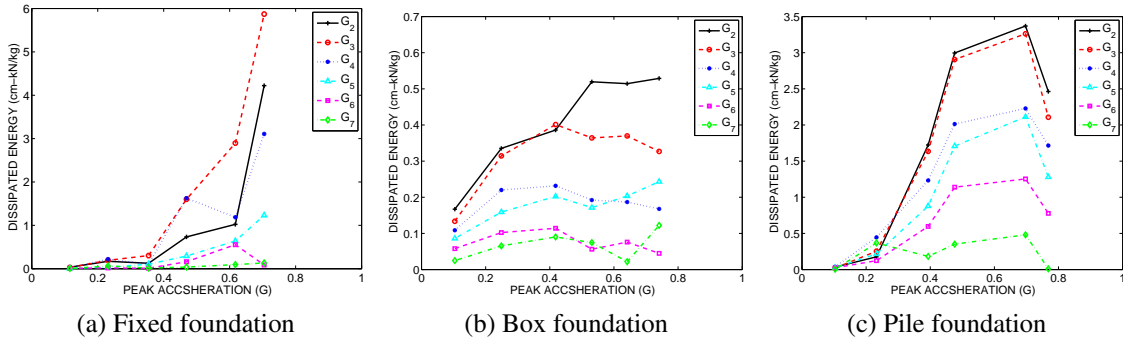 DISSIPATED ENERGY (cm–kN/kg)
6
5
4
3
2
1
0
0 0.2 0.4 0.6 0.8 1
PEAK ACCSHERATION (G)
G2
G3
G4
G5
G6
G7
(a) Fixed foundation
DISSIPATED ENERGY (cm–kN/kg)
0.7
0.6
0.5
0.4
0.3
0.2
0.1
0
0 0.2 0.4 0.6 0.8 1
PEAK ACCSHERATION (G)
G2
G3
G4
G5
G6
G7
(b) Box foundation
DISSIPATED ENERGY (cm–kN/kg)
3.5
3
2.5
2
1.5
1
0.5
0
0 0.2 0.4 0.6 0.8 1
PEAK ACCSHERATION (G)
G2
G3
G4
G5
G6
G7
(c) Pile foundation